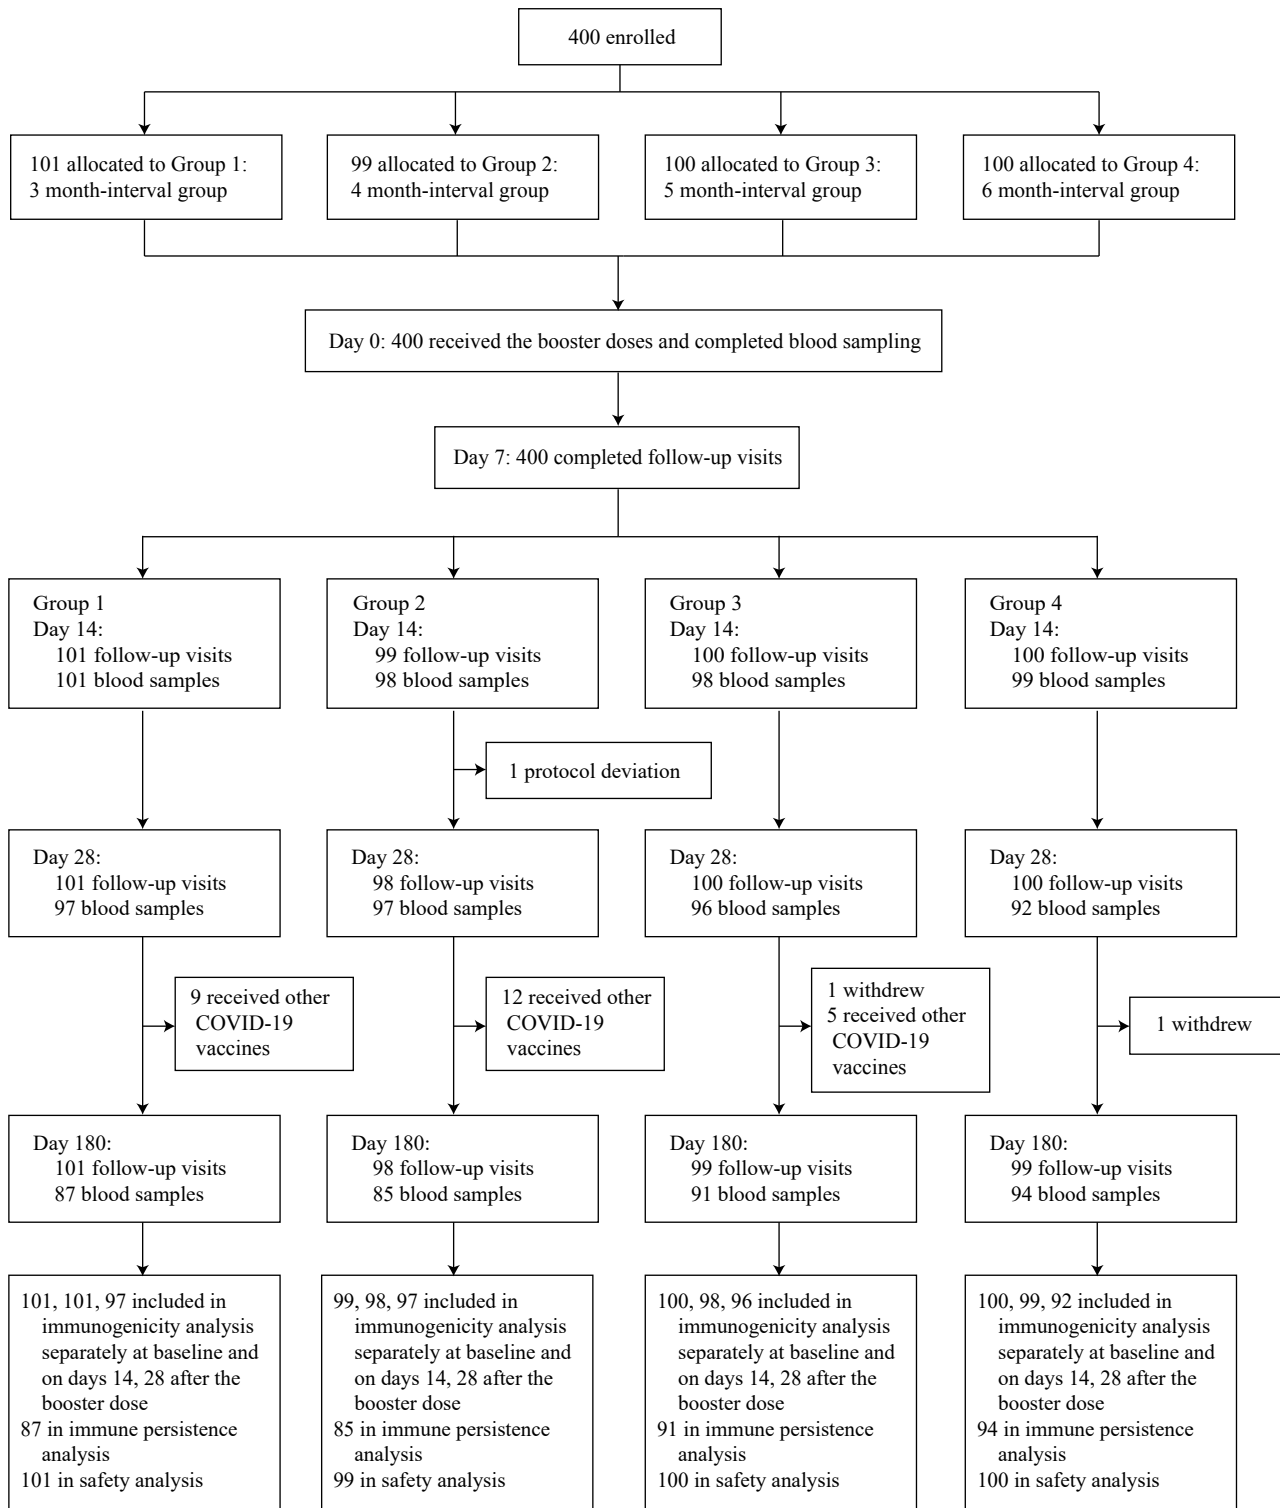 400 enrolled
101 allocated to Group 1:
3 month-interval group
99 allocated to Group 2:
4 month-interval group
100 allocated to Group 3:
5 month-interval group
100 allocated to Group 4:
6 month-interval group
Day 0: 400 received the booster doses and completed blood sampling
Day 7: 400 completed follow-up visits
Group 1
Day 14:
101 follow-up visits
101 blood samples
Group 2
Day 14:
99 follow-up visits
98 blood samples
Group 3
Day 14:
100 follow-up visits
98 blood samples
Group 4
Day 14:
100 follow-up visits
99 blood samples
1 protocol deviation
Day 28:
101 follow-up visits
97 blood samples
Day 28:
98 follow-up visits
97 blood samples
Day 28:
100 follow-up visits
96 blood samples
Day 28:
100 follow-up visits
92 blood samples
9 received other
COVID-19
vaccines
12 received other
COVID-19
vaccines
1 withdrew
5 received other
COVID-19
vaccines
1 withdrew
Day 180:
101 follow-up visits
87 blood samples
Day 180:
98 follow-up visits
85 blood samples
Day 180:
99 follow-up visits
91 blood samples
Day 180:
99 follow-up visits
94 blood samples
101, 101, 97 included in
immunogenicity analysis
separately at baseline and
on days 14, 28 after the
booster dose
87 in immune persistence
analysis
101 in safety analysis
99, 98, 97 included in
immunogenicity analysis
separately at baseline and
on days 14, 28 after the
booster dose
85 in immune persistence
analysis
99 in safety analysis
100, 98, 96 included in
immunogenicity analysis
separately at baseline and
on days 14, 28 after the
booster dose
91 in immune persistence
analysis
100 in safety analysis
100, 99, 92 included in
immunogenicity analysis
separately at baseline and
on days 14, 28 after the
booster dose
94 in immune persistence
analysis
100 in safety analysis